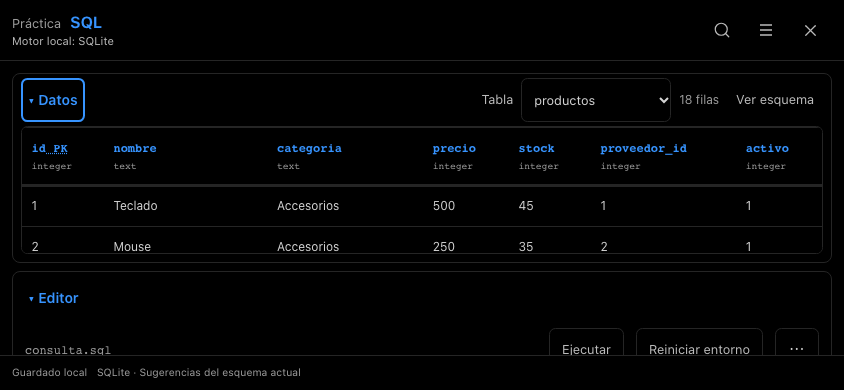 Práctica SQL
Motor local: SQLite
▾ Datos
Tabla productos 18 filas Ver esquema
id PK nombre categoria precio stock proveedor_id activo
integer text text integer integer integer integer
1 Teclado Accesorios 500 45 1 1
2 Mouse Accesorios 250 35 2 1
▾ Editor
consulta.sql Ejecutar Reiniciar entorno ...
Guardado local SQLite · Sugerencias del esquema actual